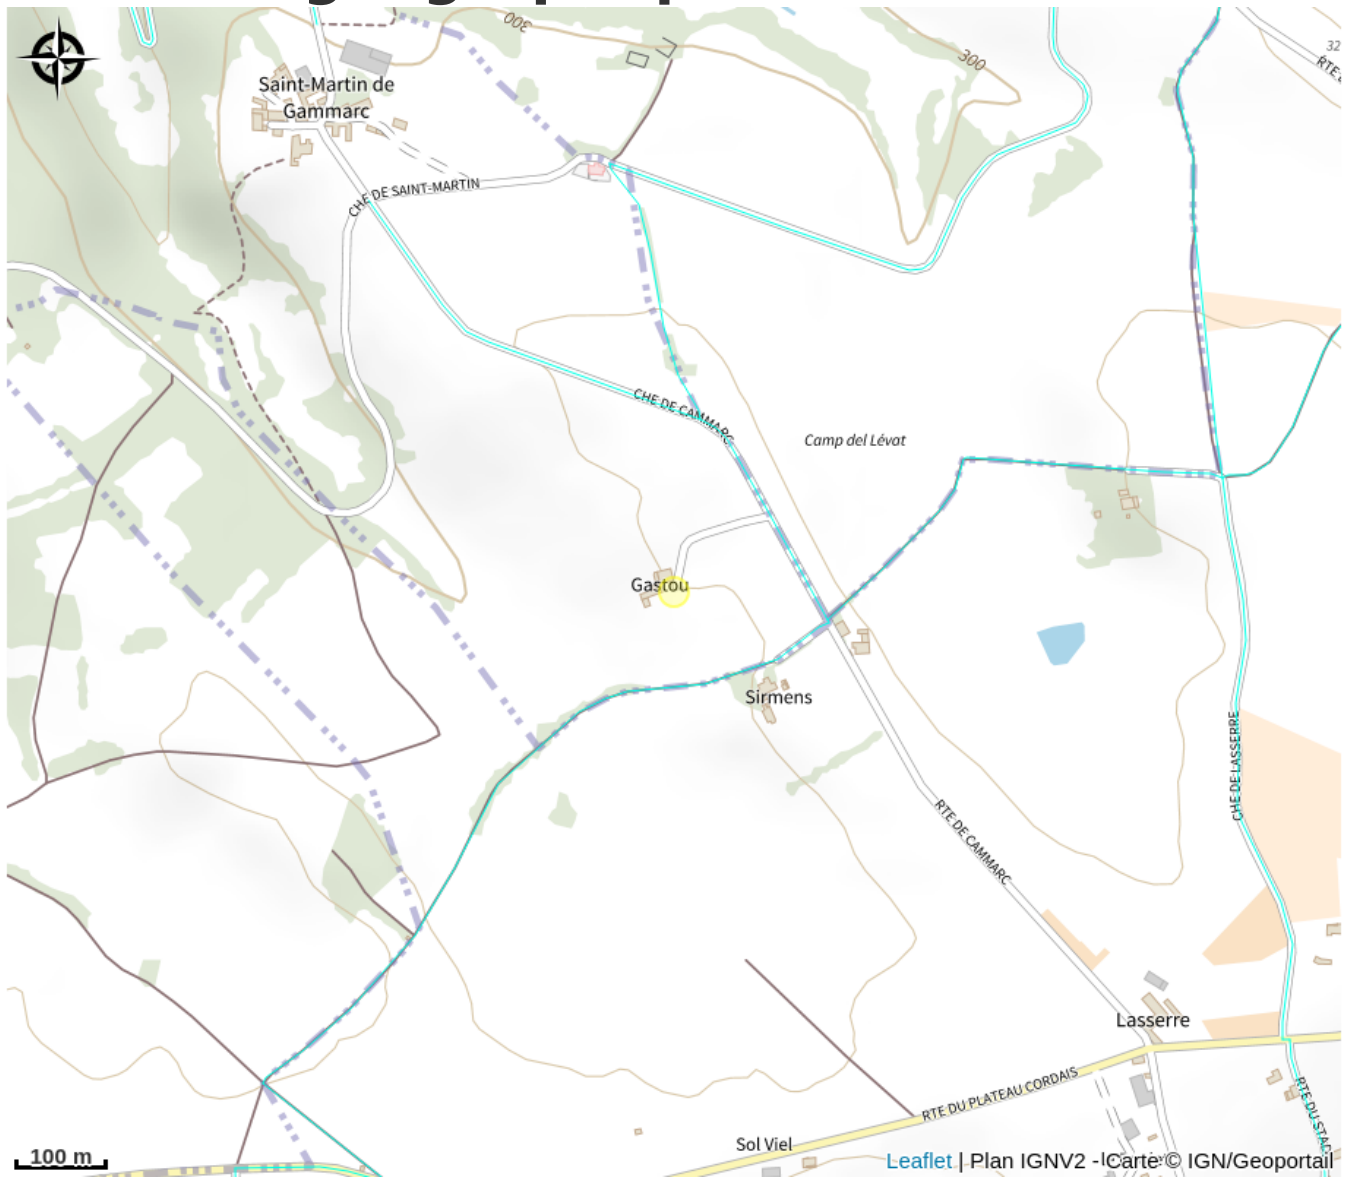 300
300
32
Saint-Martin de
Gammarc
CHE DE SAINT-MARTIN
CHE DE CAMMARC
Camp del Lévat
Gastou
Sirmens
CHE DE LASSERRE
RTE DE CAMMARC
Lasserre
RTE DU PLATEAU CORDAIS
RTE DU STAD
Sol Viel
100 m
Leaflet | Plan IGNV2 - Carte © IGN/Geoportail